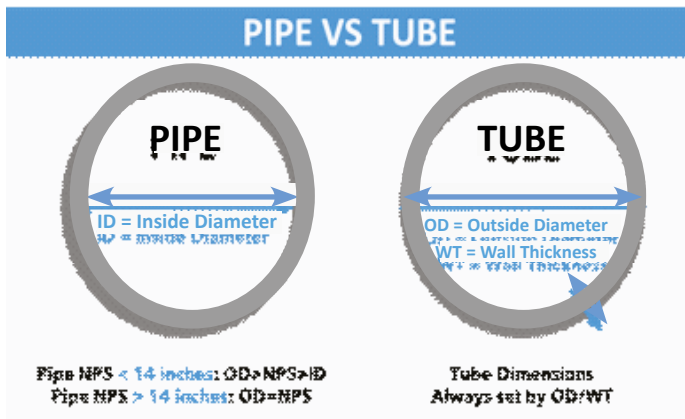 PIPE VS TUBE
PIPE
ID = Inside Diameter
TUBE
OD = Outside Diameter
WT = Wall Thickness
Pipe NPS < 14 inches: OD>NPS>ID
Pipe NPS > 14 inches: OD=NPS
Tube Dimensions
Always set by OD/WT